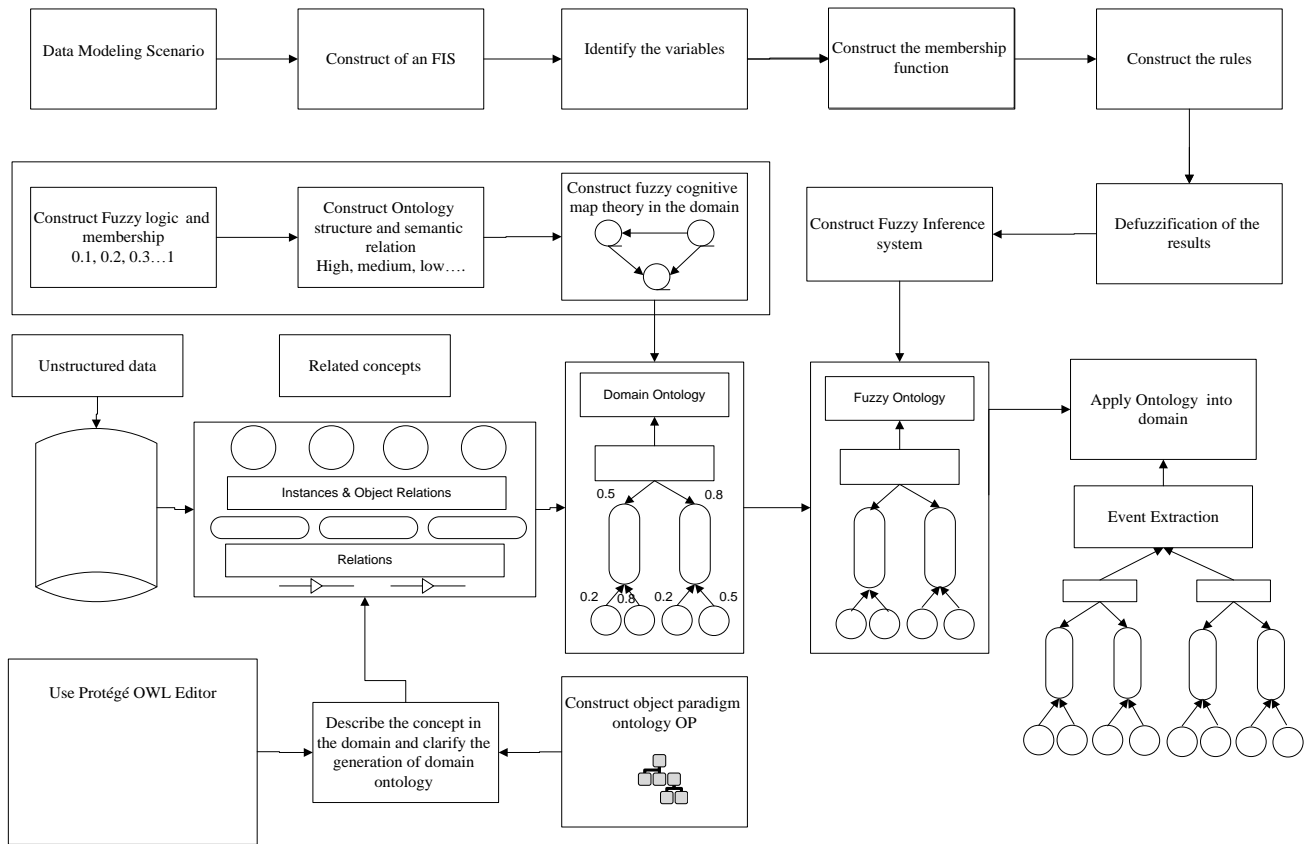 Data Modeling Scenario
Construct of an FIS
Identify the variables
Construct the membership
function
Construct the rules
Construct Fuzzy logic and
membership
0.1, 0.2, 0.3…1
Construct Ontology
structure and semantic
relation
High, medium, low….
Construct fuzzy cognitive
map theory in the domain
Construct Fuzzy Inference
system
Defuzzification of the
results
Unstructured data
Related concepts
Domain Ontology
Fuzzy Ontology
Apply Ontology into
domain
Instances & Object Relations
0.5
0.8
Event Extraction
Relations
0.2
0.8
0.2
0.5
Use Protégé OWL Editor
Describe the concept in
the domain and clarify the
generation of domain
ontology
Construct object paradigm
ontology OP